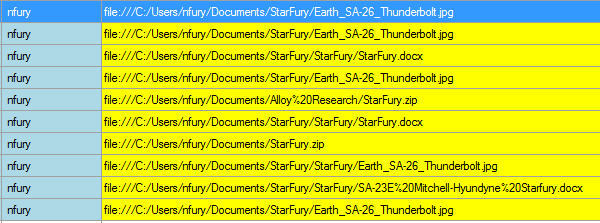 nfury file:///C:/Users/nfury/Documents/StarFury/Earth_SA-26_Thunderbolt.jpg
nfury file:///C:/Users/nfury/Documents/StarFury/Earth_SA-26_Thunderbolt.jpg
nfury file:///C:/Users/nfury/Documents/StarFury/StarFury/StarFury.docx
nfury file:///C:/Users/nfury/Documents/StarFury/Earth_SA-26_Thunderbolt.jpg
nfury file:///C:/Users/nfury/Documents/Alloy%20Research/StarFury.zip
nfury file:///C:/Users/nfury/Documents/StarFury/StarFury/StarFury.docx
nfury file:///C:/Users/nfury/Documents/StarFury.zip
nfury file:///C:/Users/nfury/Documents/StarFury/StarFury/Earth_SA-26_Thunderbolt.jpg
nfury file:///C:/Users/nfury/Documents/StarFury/StarFury/SA-23E%20Mitchell-Hyundyne%20Starfury.docx
nfury file:///C:/Users/nfury/Documents/StarFury/Earth_SA-26_Thunderbolt.jpg